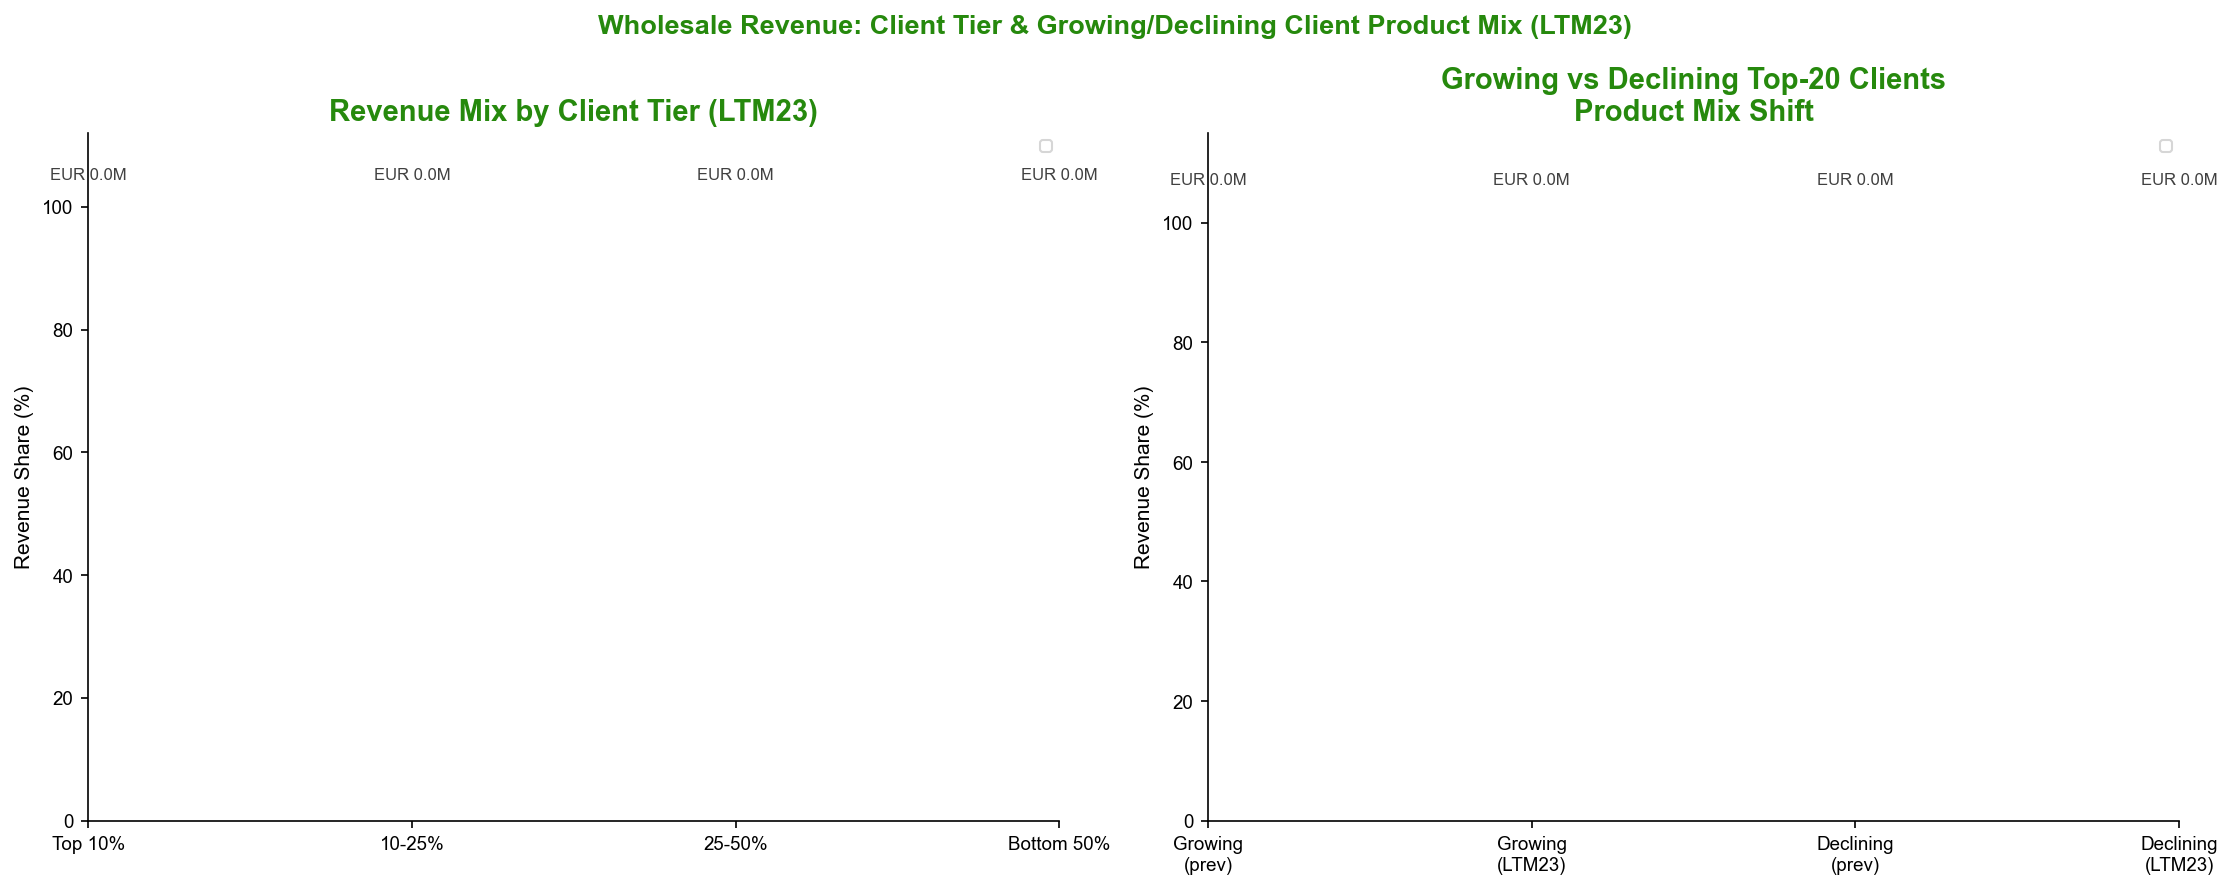 Wholesale Revenue: Client Tier & Growing/Declining Client Product Mix (LTM23)
Revenue Mix by Client Tier (LTM23)
EUR 0.0M
EUR 0.0M
EUR 0.0M
EUR 0.0M
100
80
60
40
20
0
Revenue Share (%)
Top 10%
10-25%
25-50%
Bottom 50%
Growing vs Declining Top-20 Clients
Product Mix Shift
EUR 0.0M
EUR 0.0M
EUR 0.0M
EUR 0.0M
100
80
60
40
20
0
Revenue Share (%)
Growing
(prev)
Growing
(LTM23)
Declining
(prev)
Declining
(LTM23)